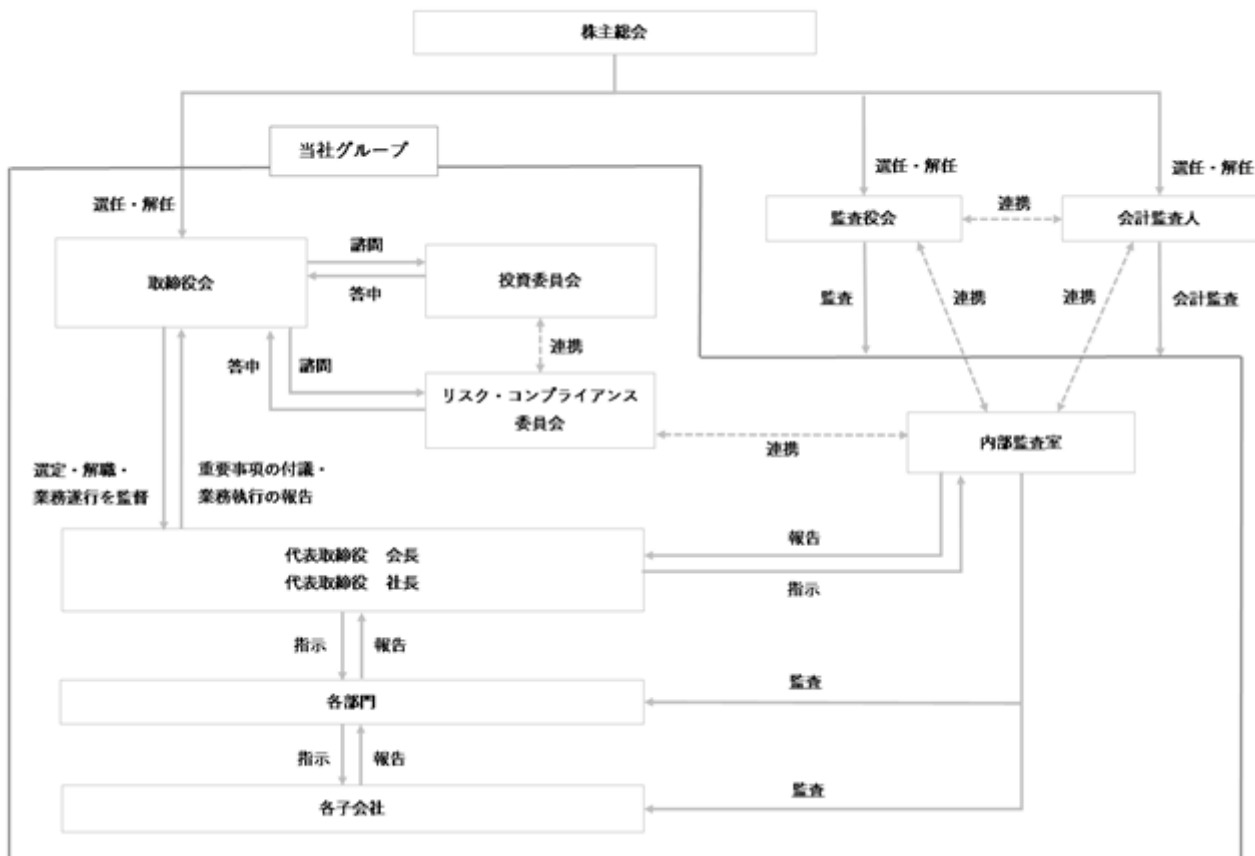 株主総会
当社グループ
選任・解任
選任・解任
選任・解任
監査役会
連携
会計監査人
取締役会
諮問
答申
投資委員会
監査
連携
連携
会計監査
連携
答申
諮問
リスク・コンプライアンス
委員会
連携
内部監査室
選定・解職・
業務遂行を監督
重要事項の付議・
業務執行の報告
代表取締役 会長
代表取締役 社長
報告
指示
指示
報告
各部門
監査
指示
報告
各子会社
監査